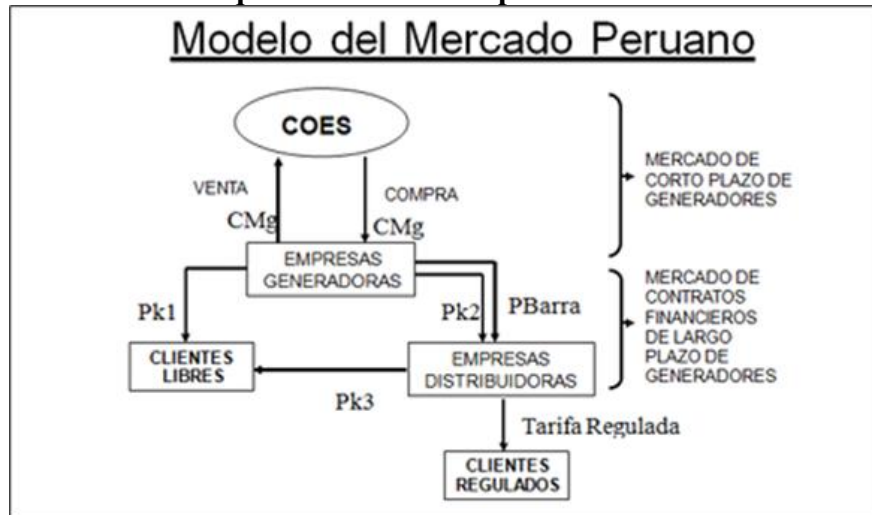 Modelo del Mercado Peruano
COES
VENTA
CMg
COMPRA
CMg
MERCADO DE
CORTO PLAZO DE
GENERADORES
EMPRESAS
GENERADORAS
Pk1
Pk2
PBarra
MERCADO DE
CONTRATOS
FINANCIEROS
DE LARGO
PLAZO DE
GENERADORES
CLIENTES
LIBRES
EMPRESAS
DISTRIBUIDORAS
Pk3
Tarifa Regulada
CLIENTES
REGULADOS